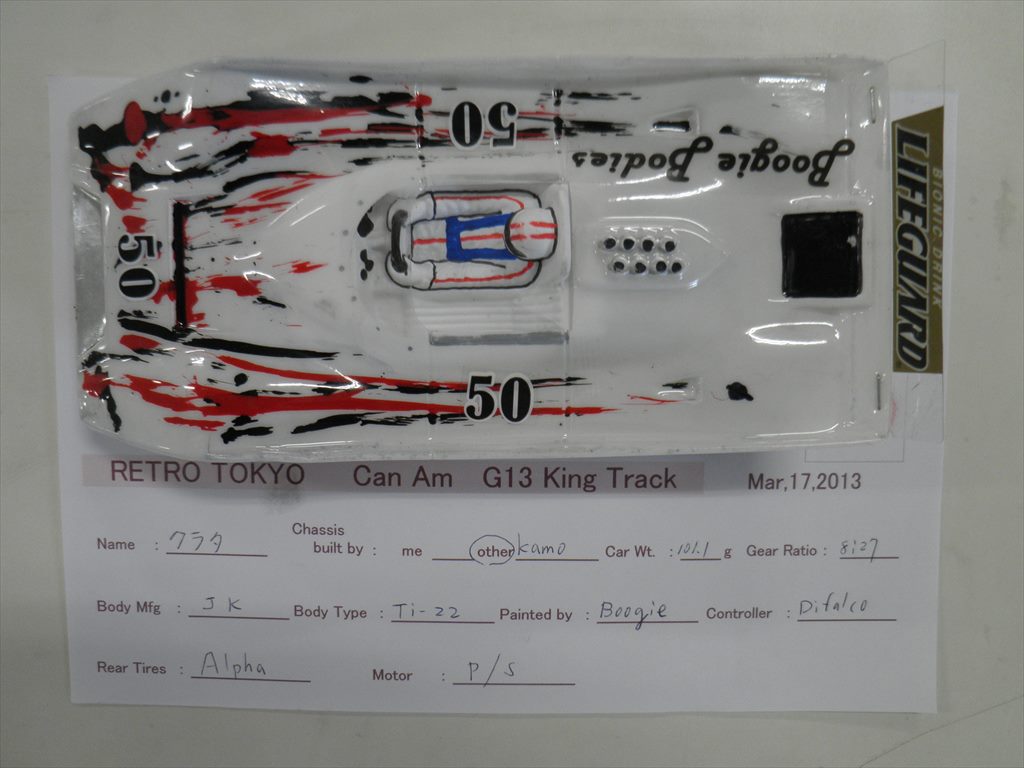 50
Boogie Bodies
BIONIC DRINK
LIFEGUARD
50
50
RETRO TOKYO Can Am G13 King Track Mar,17,2013
Name : クラタ Chassis built by : me other kamo Car Wt. : 101.1 g Gear Ratio : 8:27
Body Mfg : JK Body Type : Ti-22 Painted by : Boogie Controller : Difalco
Rear Tires : Alpha Motor : P/S